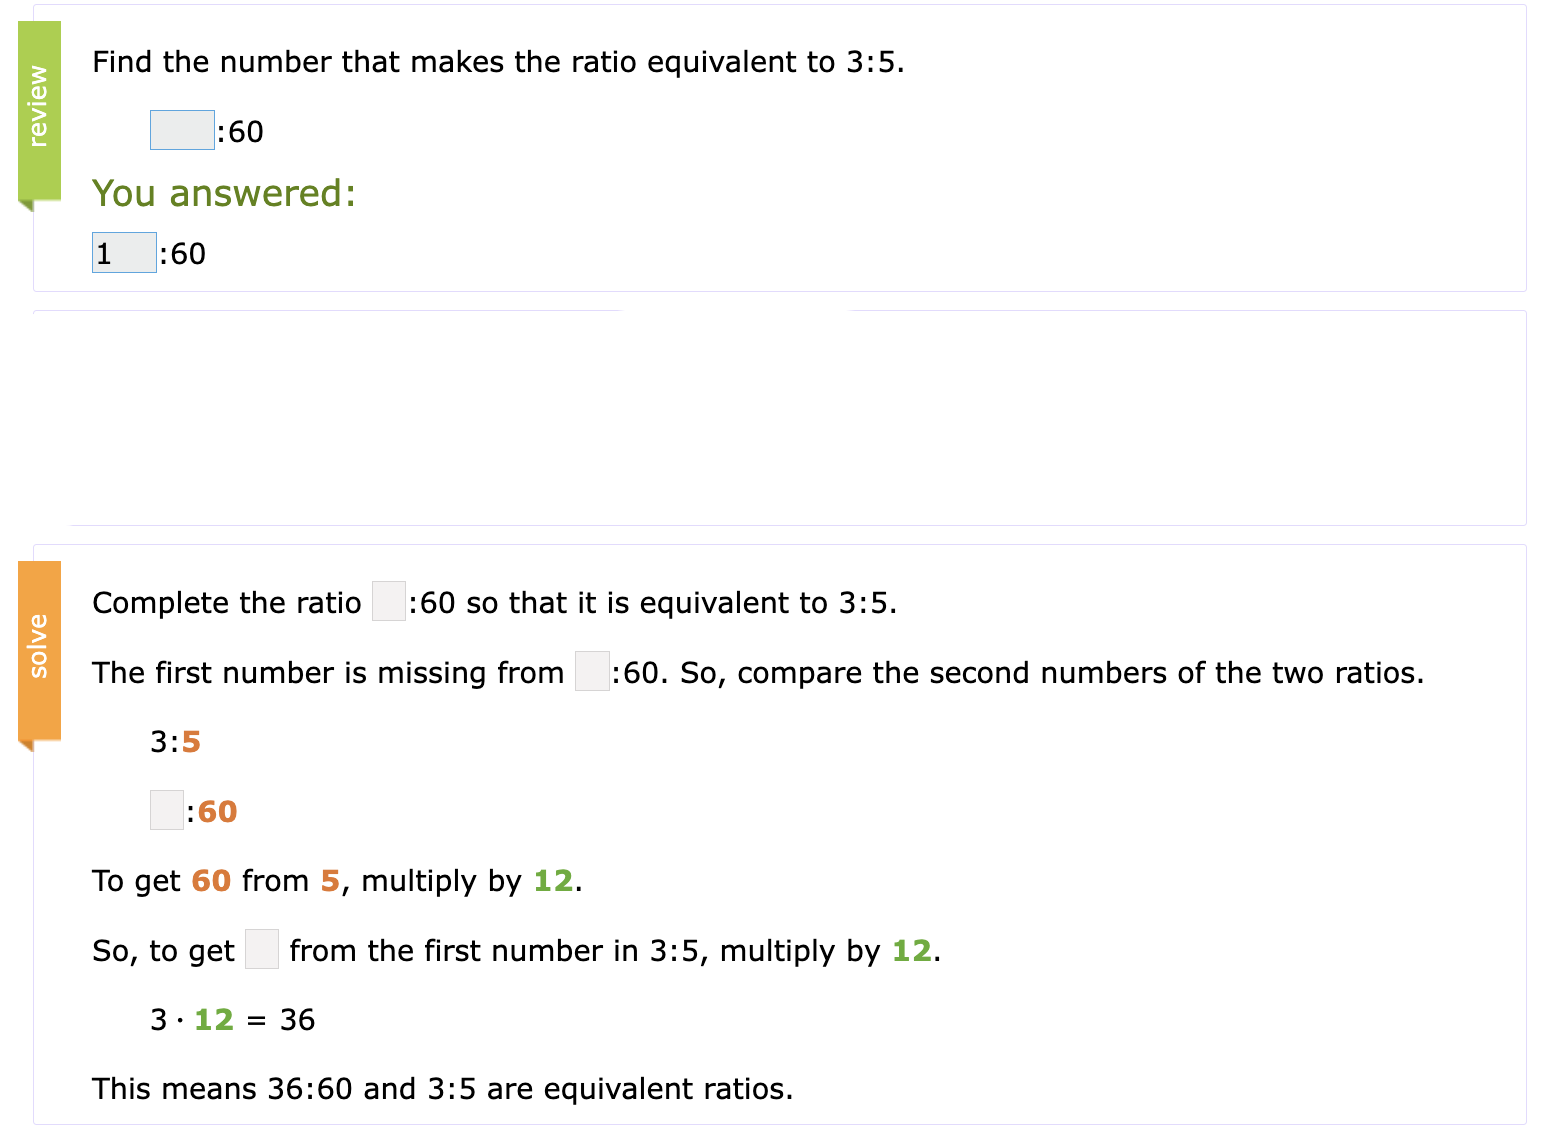 review
Find the number that makes the ratio equivalent to 3:5.
:60
You answered:
1 :60
solve
Complete the ratio :60 so that it is equivalent to 3:5.
The first number is missing from :60. So, compare the second numbers of the two ratios.
3:5
:60
To get 60 from 5, multiply by 12.
So, to get from the first number in 3:5, multiply by 12.
3 · 12 = 36
This means 36:60 and 3:5 are equivalent ratios.